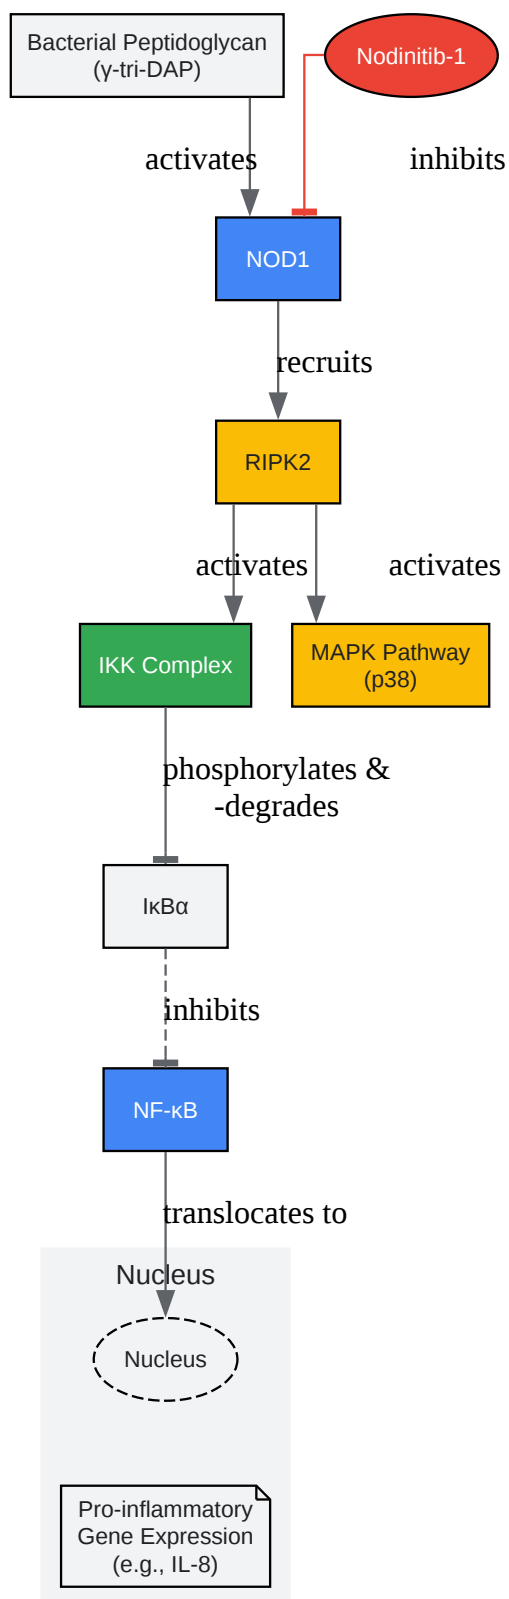 Bacterial Peptidoglycan
(γ-tri-DAP)
Nodinitib-1
activates
inhibits
NOD1
recruits
RIPK2
activates
activates
IKK Complex
MAPK Pathway
(p38)
phosphorylates &
-degrades
IκBα
inhibits
NF-κB
translocates to
Nucleus
Nucleus
Pro-inflammatory
Gene Expression
(e.g., IL-8)